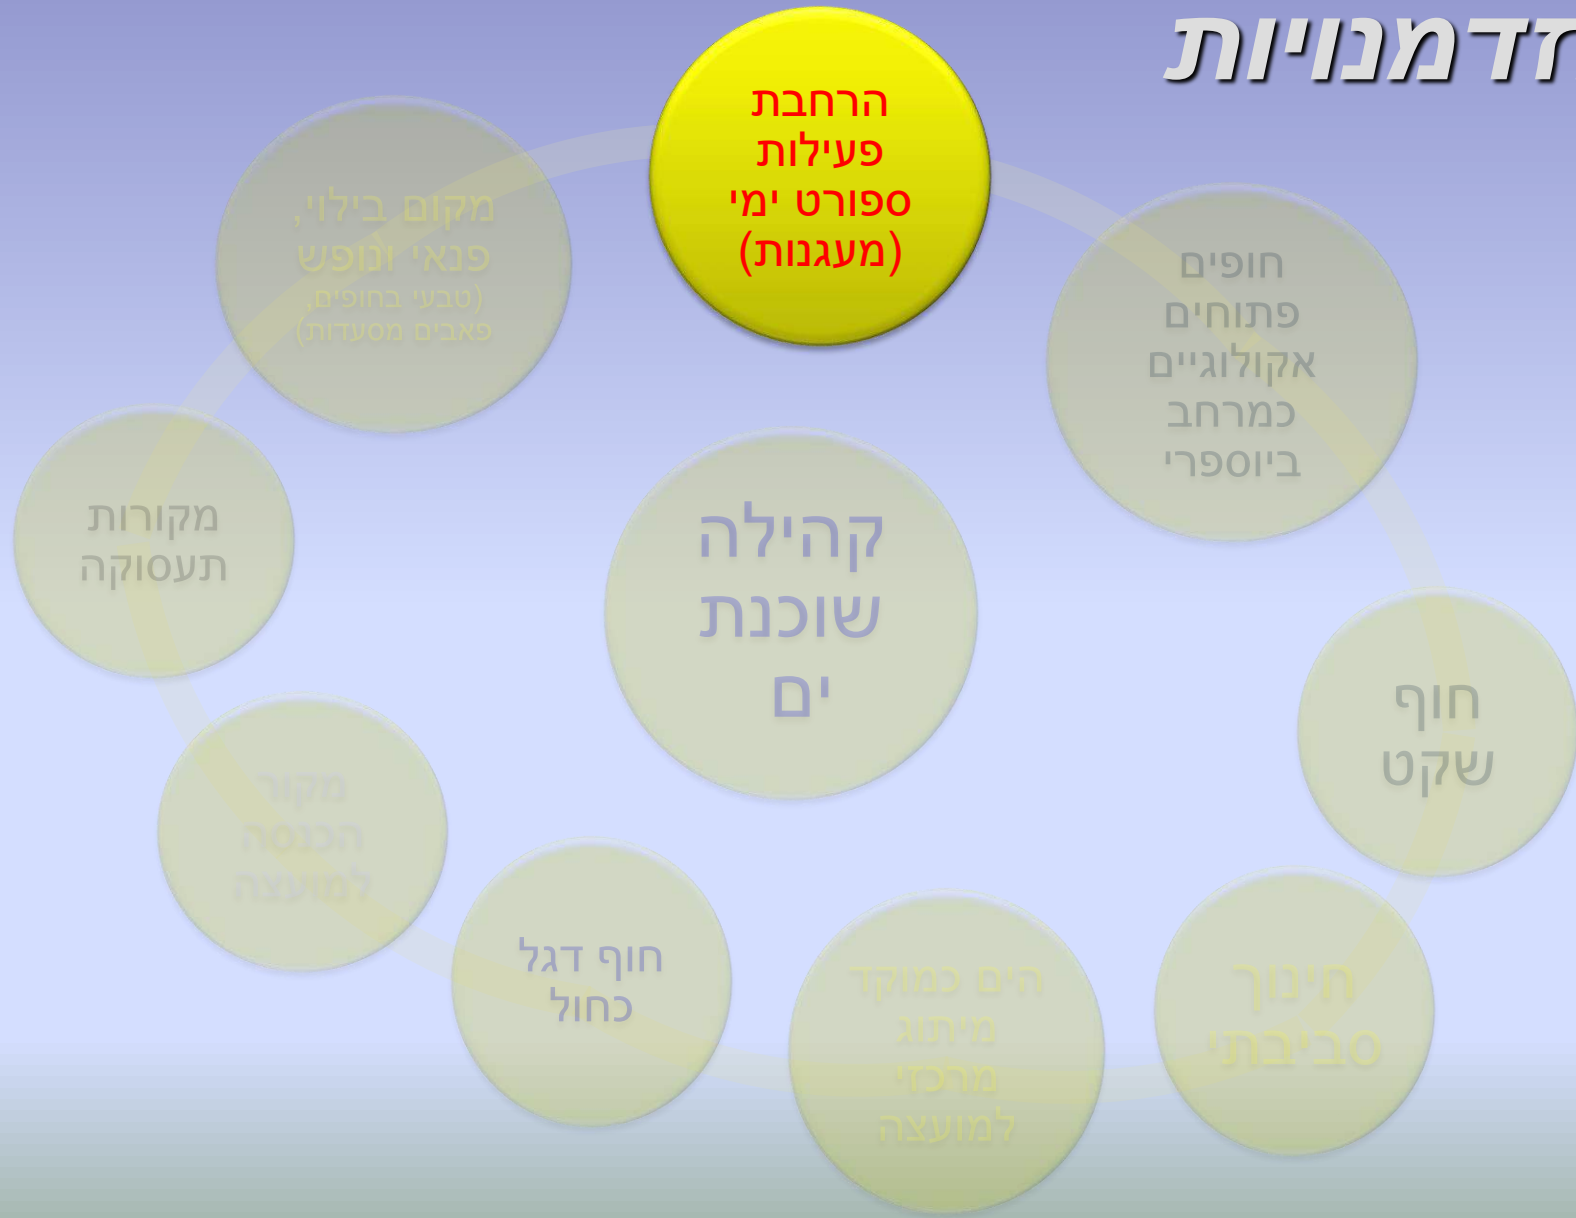 זדמנויות
הרחבת
פעילות
ספורט ימי
(מעגנות)
חופים
פתוחים
אקולוגיים
כמרחב
ביוספרי
חוף
שקט
חינוך
סביבתי
הים כמוקד
מיתוג
מרכזי
למועצה
חוף דגל
כחול
מקור
הכנסה
למועצה
מקורות
תעסוקה
מקום בילוי,
פנאי ונופש
(טבעי בחופים,
פאבים מסעדות)
קהילה
שוכנת
ים